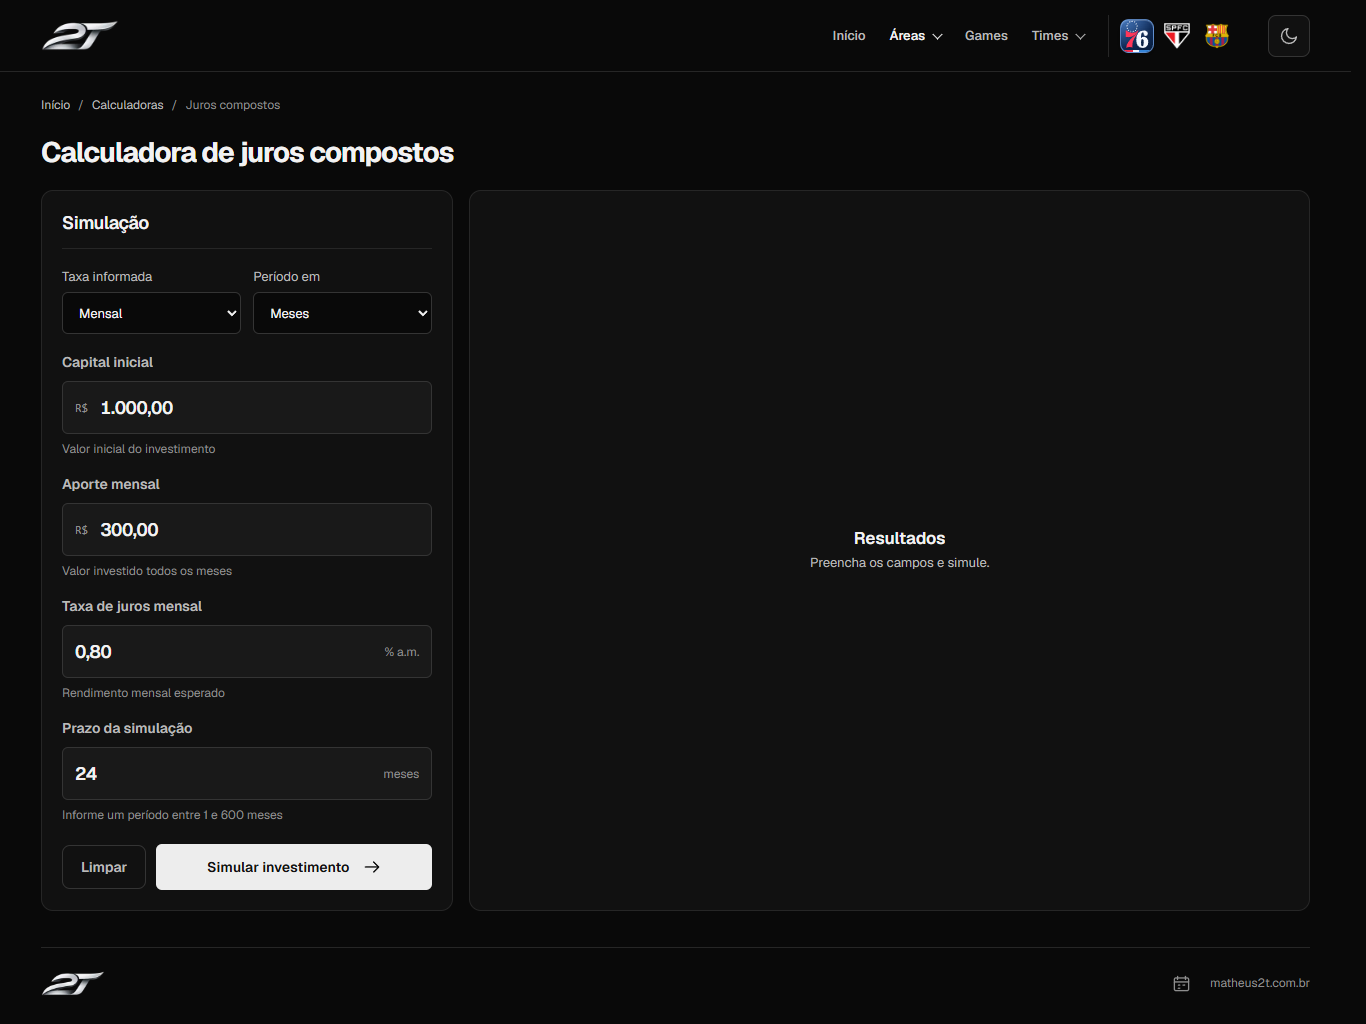 2T
Início Áreas Games Times
76 SPFC
Início / Calculadoras / Juros compostos
Calculadora de juros compostos
Simulação
Taxa informada Período em
Mensal Meses
Capital inicial
R$ 1.000,00
Valor inicial do investimento
Aporte mensal
R$ 300,00
Valor investido todos os meses
Taxa de juros mensal
0,80 % a.m.
Rendimento mensal esperado
Prazo da simulação
24 meses
Informe um período entre 1 e 600 meses
Limpar Simular investimento
Resultados
Preencha os campos e simule.
2T
matheus2t.com.br